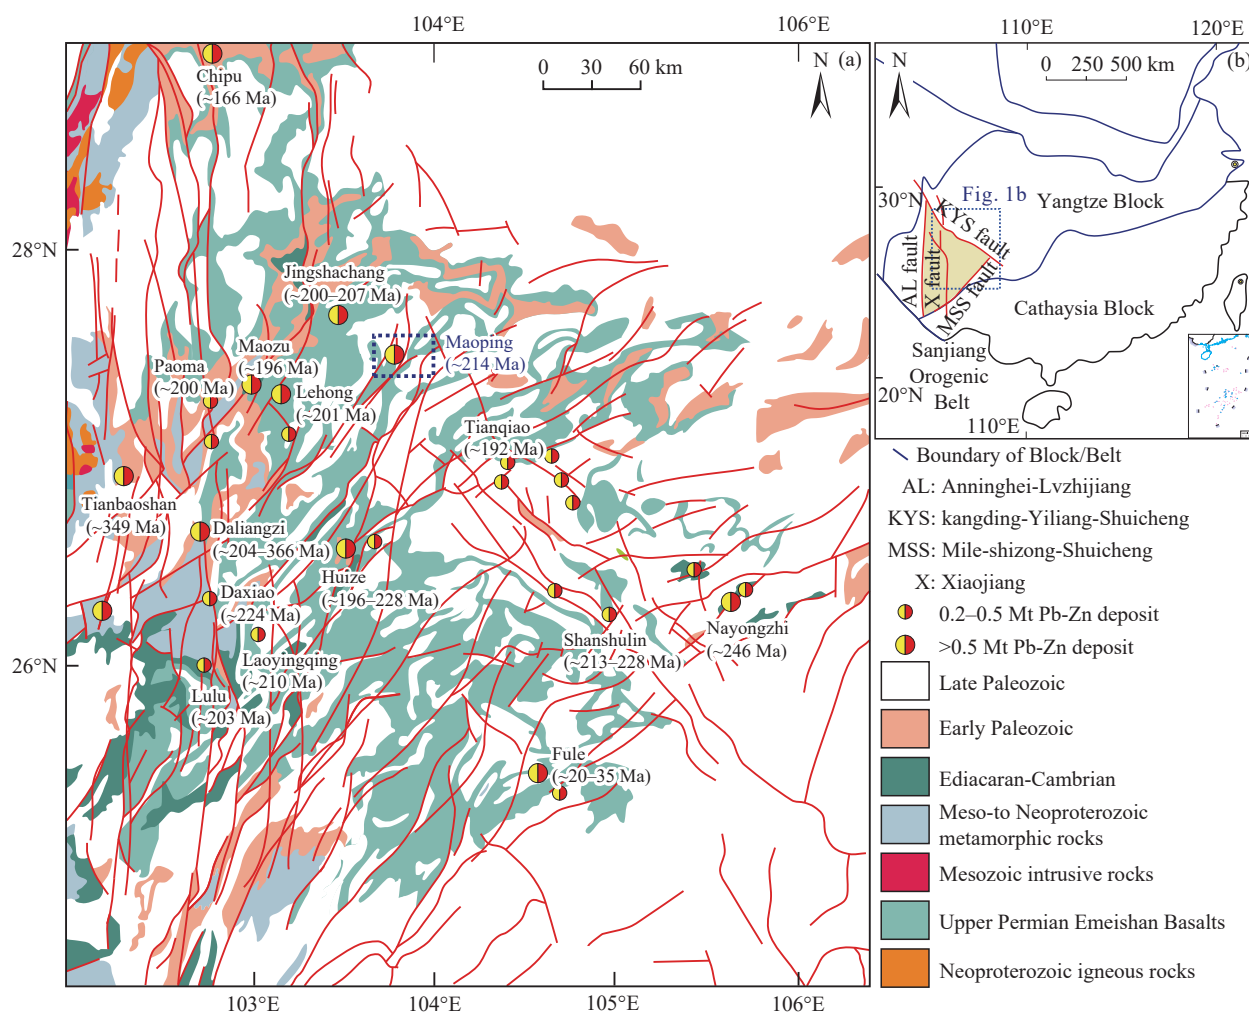 104°E
106°E
110°E
120°E
N
(a)
0 30 60 km
Chipu
(~166 Ma)
28°N
Jingshachang
(~200–207 Ma)
Maoping
(~214 Ma)
Maozu
(~196 Ma)
Paoma
(~200 Ma)
Lehong
(~201 Ma)
Tianqiao
(~192 Ma)
Tianbaoshan
(~349 Ma)
Daliangzi
(~204–366 Ma)
Huize
(~196–228 Ma)
Daxiao
(~224 Ma)
Nayongzhi
(~246 Ma)
Shanshulin
(~213–228 Ma)
26°N
Laoyingqing
(~210 Ma)
Lulu
(~203 Ma)
Fule
(~20–35 Ma)
103°E
104°E
105°E
106°E
N
(b)
0 250 500 km
30°N
Fig. 1b
Yangtze Block
KYS fault
AL fault
X fault
MSS fault
Cathaysia Block
Sanjiang
Orogenic
Belt
20°N
110°E
Boundary of Block/Belt
AL: Anninghei-Lvzhijiang
KYS: kangding-Yiliang-Shuicheng
MSS: Mile-shizong-Shuicheng
X: Xiaojiang
0.2–0.5 Mt Pb-Zn deposit
>0.5 Mt Pb-Zn deposit
Late Paleozoic
Early Paleozoic
Ediacaran-Cambrian
Meso-to Neoproterozoic
metamorphic rocks
Mesozoic intrusive rocks
Upper Permian Emeishan Basalts
Neoproterozoic igneous rocks